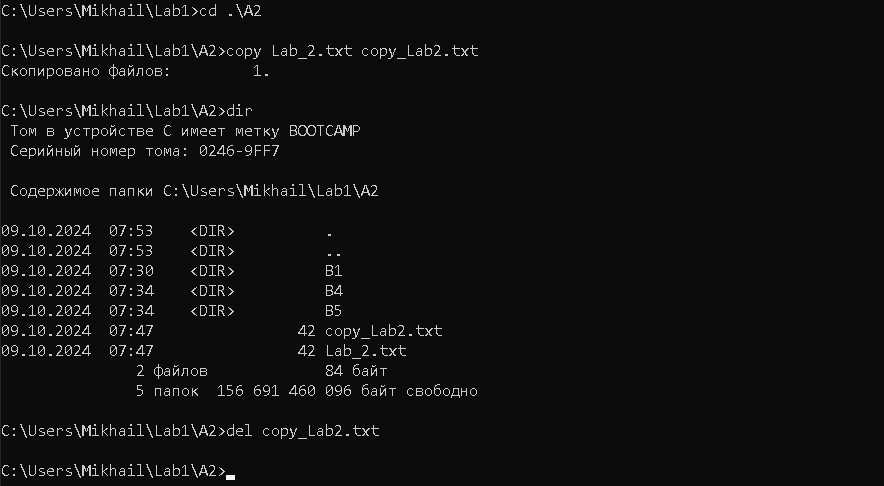 C:\Users\Mikhail\Lab1>cd .\A2
C:\Users\Mikhail\Lab1\A2>copy Lab_2.txt copy_Lab2.txt
Скопировано файлов:         1.
C:\Users\Mikhail\Lab1\A2>dir
 Том в устройстве C имеет метку BOOTCAMP
 Серийный номер тома: 0246-9FF7
 Содержимое папки C:\Users\Mikhail\Lab1\A2
09.10.2024  07:53    <DIR>          .
09.10.2024  07:53    <DIR>          ..
09.10.2024  07:30    <DIR>          B1
09.10.2024  07:34    <DIR>          B4
09.10.2024  07:34    <DIR>          B5
09.10.2024  07:47                42 copy_Lab2.txt
09.10.2024  07:47                42 Lab_2.txt
               2 файлов             84 байт
               5 папок  156 691 460 096 байт свободно
C:\Users\Mikhail\Lab1\A2>del copy_Lab2.txt
C:\Users\Mikhail\Lab1\A2>